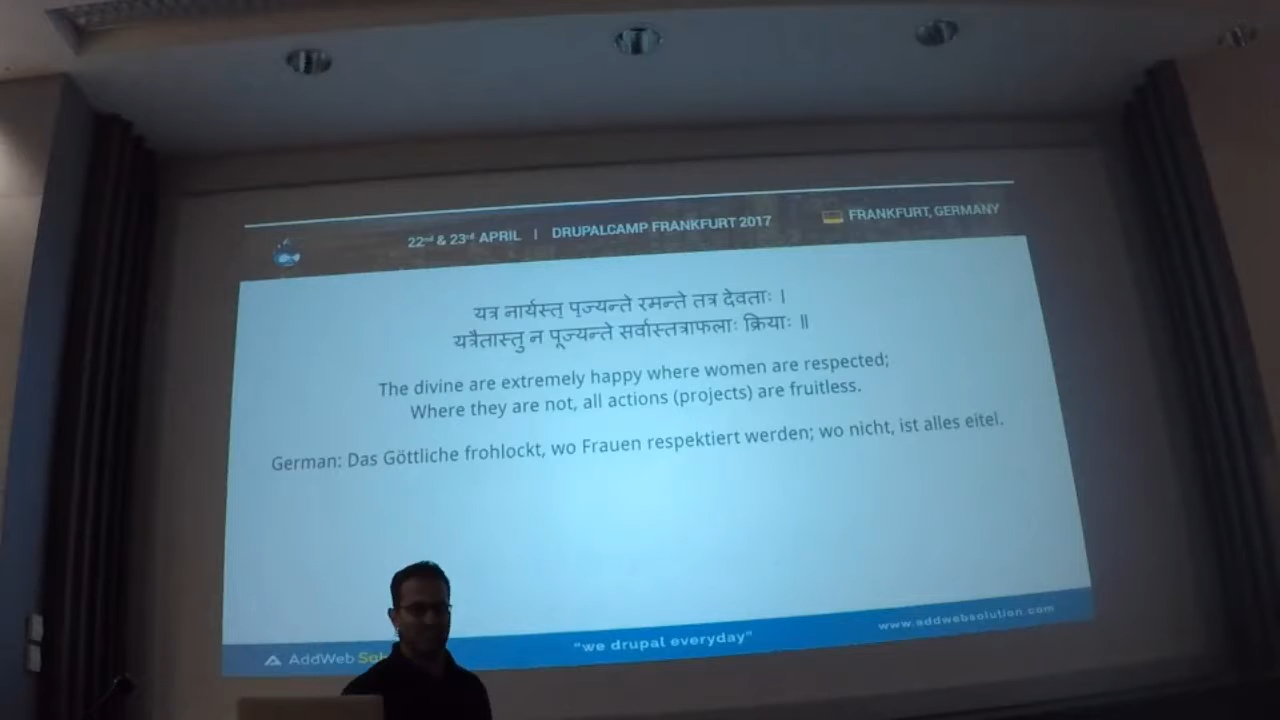 22nd & 23rd APRIL | DRUPALCAMP FRANKFURT 2017 FRANKFURT, GERMANY
यत्र नार्यस्तु पूज्यन्ते रमन्ते तत्र देवताः ।
यत्रैतास्तु न पूज्यन्ते सर्वास्तत्राफलाः क्रियाः ॥
The divine are extremely happy where women are respected;
Where they are not, all actions (projects) are fruitless.
German: Das Göttliche frohlockt, wo Frauen respektiert werden; wo nicht, ist alles eitel.
AddWeb "we drupal everyday" www.addwebsolution.com